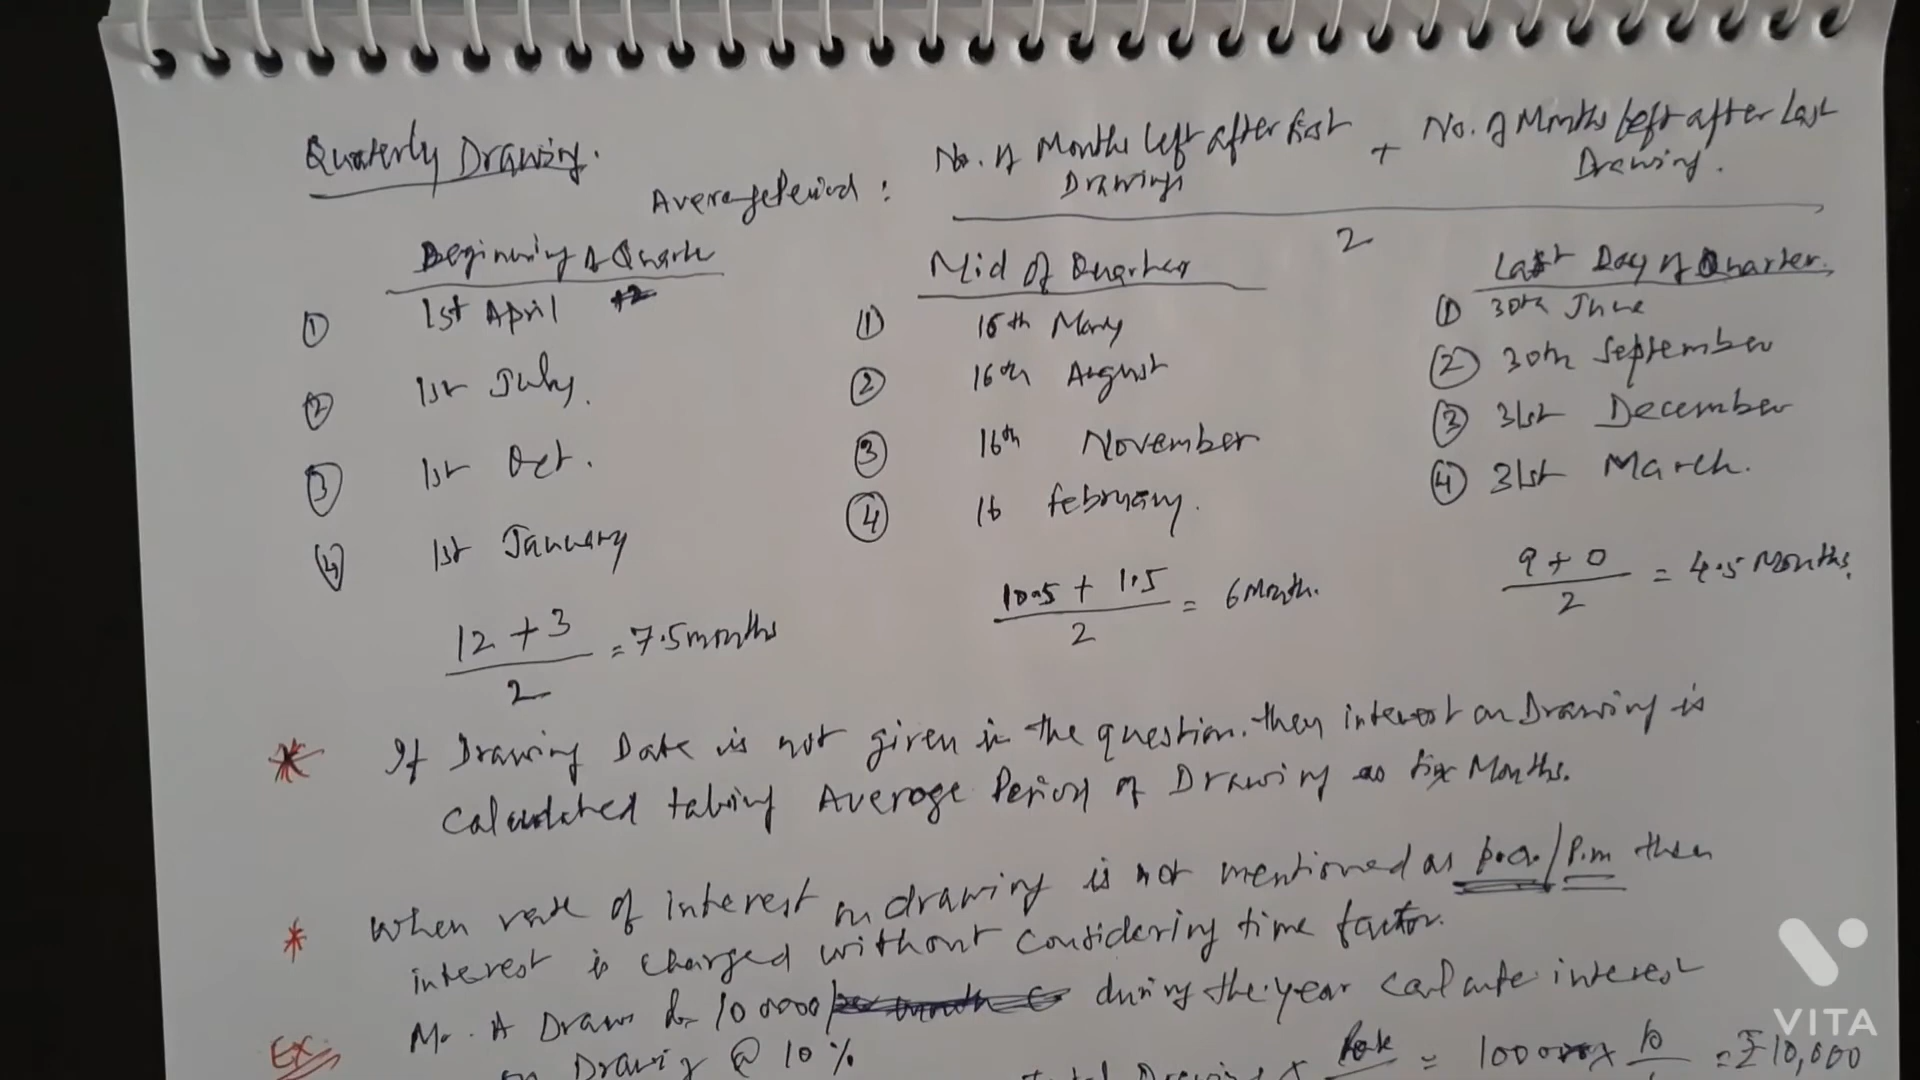 Quaterly Drawing.
Average Period : No. of Months left after first Drawings + No. of Months left after Last Drawing.
2
Beginning of Quarter
① 1st April
② 1st July.
③ 1st Oct.
④ 1st January
12 + 3 = 7.5 months
2
Mid of Quarter
① 16th
② 16th August
③ 16th November
④ 16 February.
10.5 + 1.5 = 6 Month.
2
Last Day of Quarter.
① 30th June
② 30th September
③ 31st December
④ 31st March.
9 + 0 = 4.5 Months.
2
* If Drawing Date is not given in the question. then interest on Drawing is
Calculated taking Average Period of Drawing as six Months.
* When rate of interest on drawing is not mentioned as p.a./p.m then
interest is charged without considering time factor.
Ex: Mr. A Draws 100000 during the year interest
on Drawing @ 10%
Total Drawing x Rate = 100000 x 10 = ₹10,000
VITA